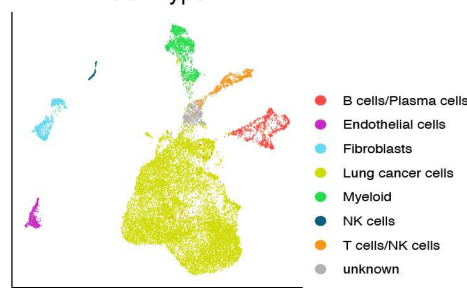 B cells/Plasma cells
Endothelial cells
Fibroblasts
Lung cancer cells
Myeloid
NK cells
T cells/NK cells
unknown